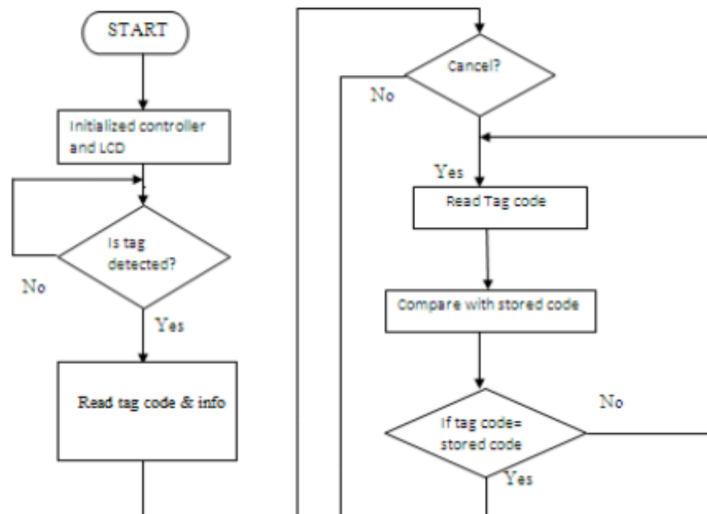 START
Initialized controller
and LCD
Is tag
detected?
No
Yes
Read tag code & info
Cancel?
No
Yes
Read Tag code
Compare with stored code
If tag code=
stored code
No
Yes